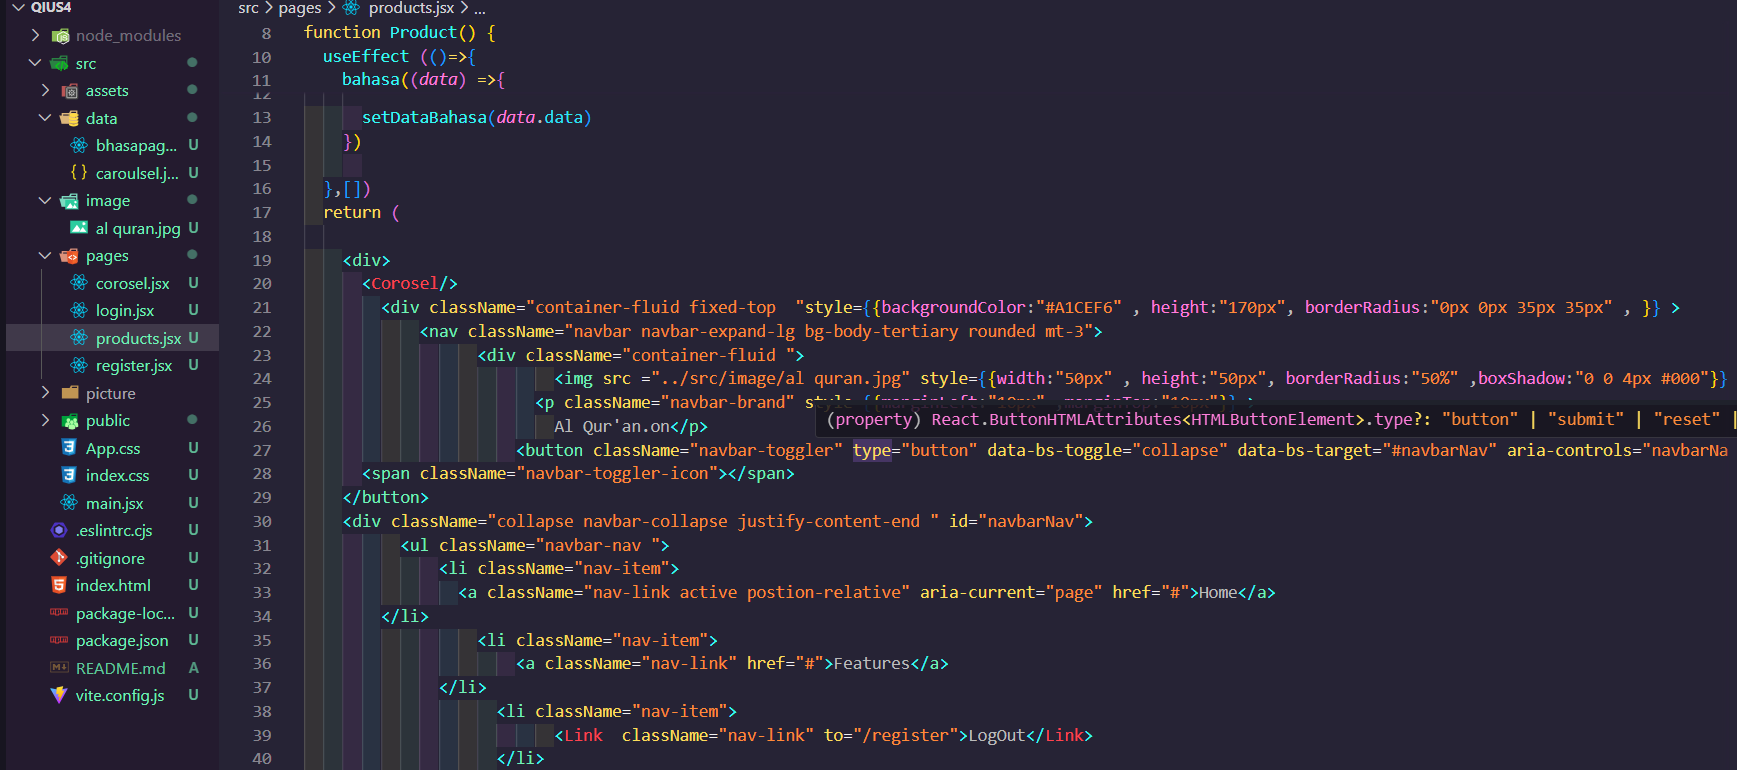 QIUS4
node_modules
src
assets
data
bhasapag... U
caroulsel.j... U
image
al quran.jpg U
pages
corosel.jsx U
login.jsx U
products.jsx U
register.jsx U
picture
public
App.css U
index.css U
main.jsx U
.eslintrc.cjs U
.gitignore U
index.html U
package-loc... U
package.json U
README.md A
vite.config.js U
src > pages > products.jsx > ...
8 function Product() {
10 useEffect (()=>{
11 bahasa((data) =>{
12
13 setDataBahasa(data.data)
14 })
15
16 },[])
17 return (
18
19 <div>
20 <Corosel/>
21 <div className="container-fluid fixed-top  "style={{backgroundColor:"#A1CEF6" , height:"170px", borderRadius:"0px 0px 35px 35px" , }} >
22 <nav className="navbar navbar-expand-lg bg-body-tertiary rounded mt-3">
23 <div className="container-fluid ">
24 <img src ="../src/image/al quran.jpg" style={{width:"50px" , height:"50px", borderRadius:"50%" ,boxShadow:"0 0 4px #000"}}
25 <p className="navbar-brand" style={{marginLeft:"10px" ,marginTop:"10px"}} >
(property) React.ButtonHTMLAttributes<HTMLButtonElement>.type?: "button" | "submit" | "reset" |
26 Al Qur'an.on</p>
27 <button className="navbar-toggler" type="button" data-bs-toggle="collapse" data-bs-target="#navbarNav" aria-controls="navbarNa
28 <span className="navbar-toggler-icon"></span>
29 </button>
30 <div className="collapse navbar-collapse justify-content-end " id="navbarNav">
31 <ul className="navbar-nav ">
32 <li className="nav-item">
33 <a className="nav-link active postion-relative" aria-current="page" href="#">Home</a>
34 </li>
35 <li className="nav-item">
36 <a className="nav-link" href="#">Features</a>
37 </li>
38 <li className="nav-item">
39 <Link  className="nav-link" to="/register">LogOut</Link>
40 </li>